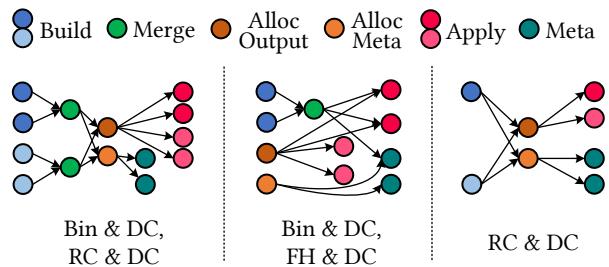 Build Merge Alloc Output Alloc Meta Apply Meta
Bin & DC,
RC & DC
Bin & DC,
FH & DC
RC & DC